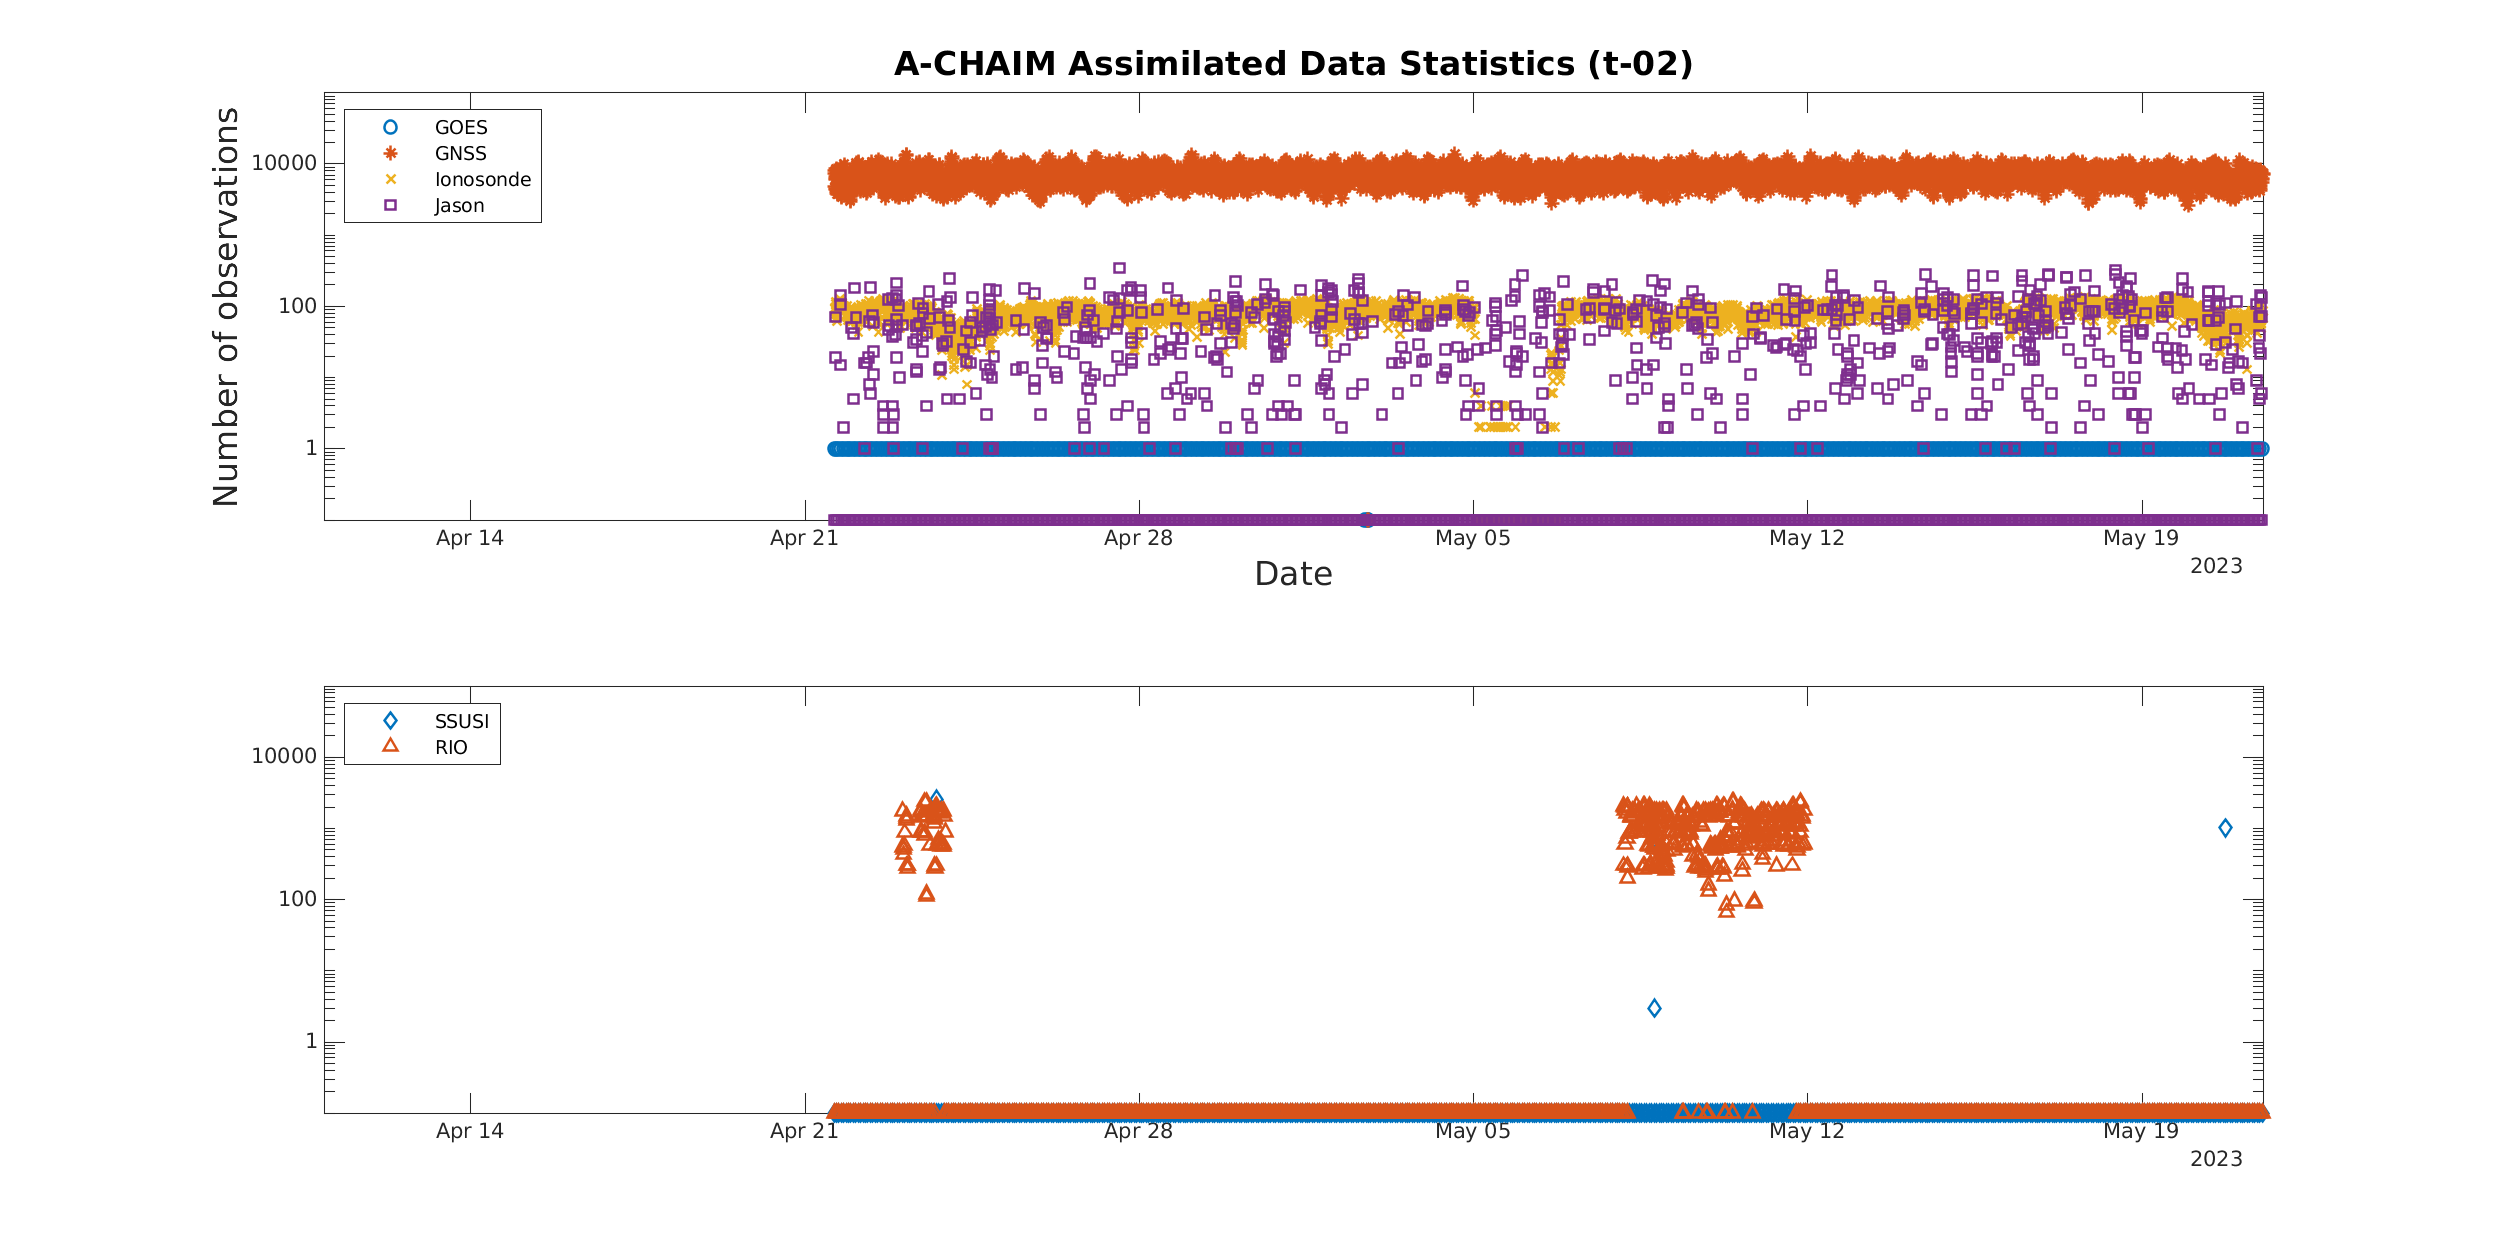 A-CHAIM Assimilated Data Statistics (t-02)
Number of observations
10000
100
1
GOES
GNSS
Ionosonde
Jason
Apr 14
Apr 21
Apr 28
May 05
May 12
May 19
2023
Date
10000
100
1
SSUSI
RIO
Apr 14
Apr 21
Apr 28
May 05
May 12
May 19
2023